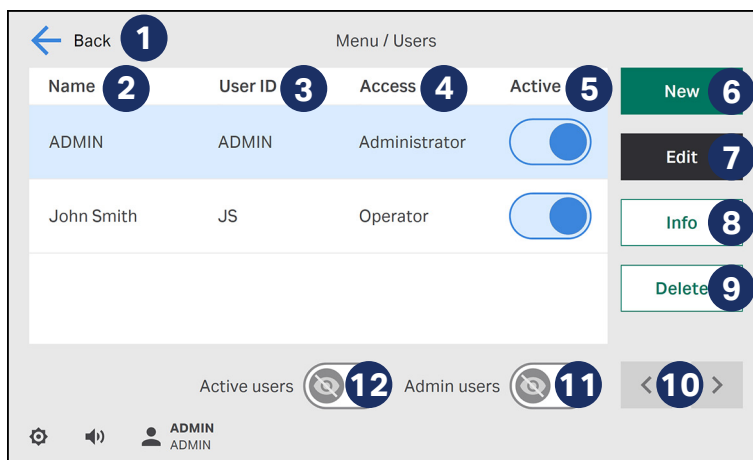 Back 1 Menu / Users
Name 2 User ID 3 Access 4 Active 5 New 6
ADMIN ADMIN Administrator
Edit 7
John Smith JS Operator
Info 8
Delete 9
Active users 12 Admin users 11 < 10 >
ADMIN
ADMIN